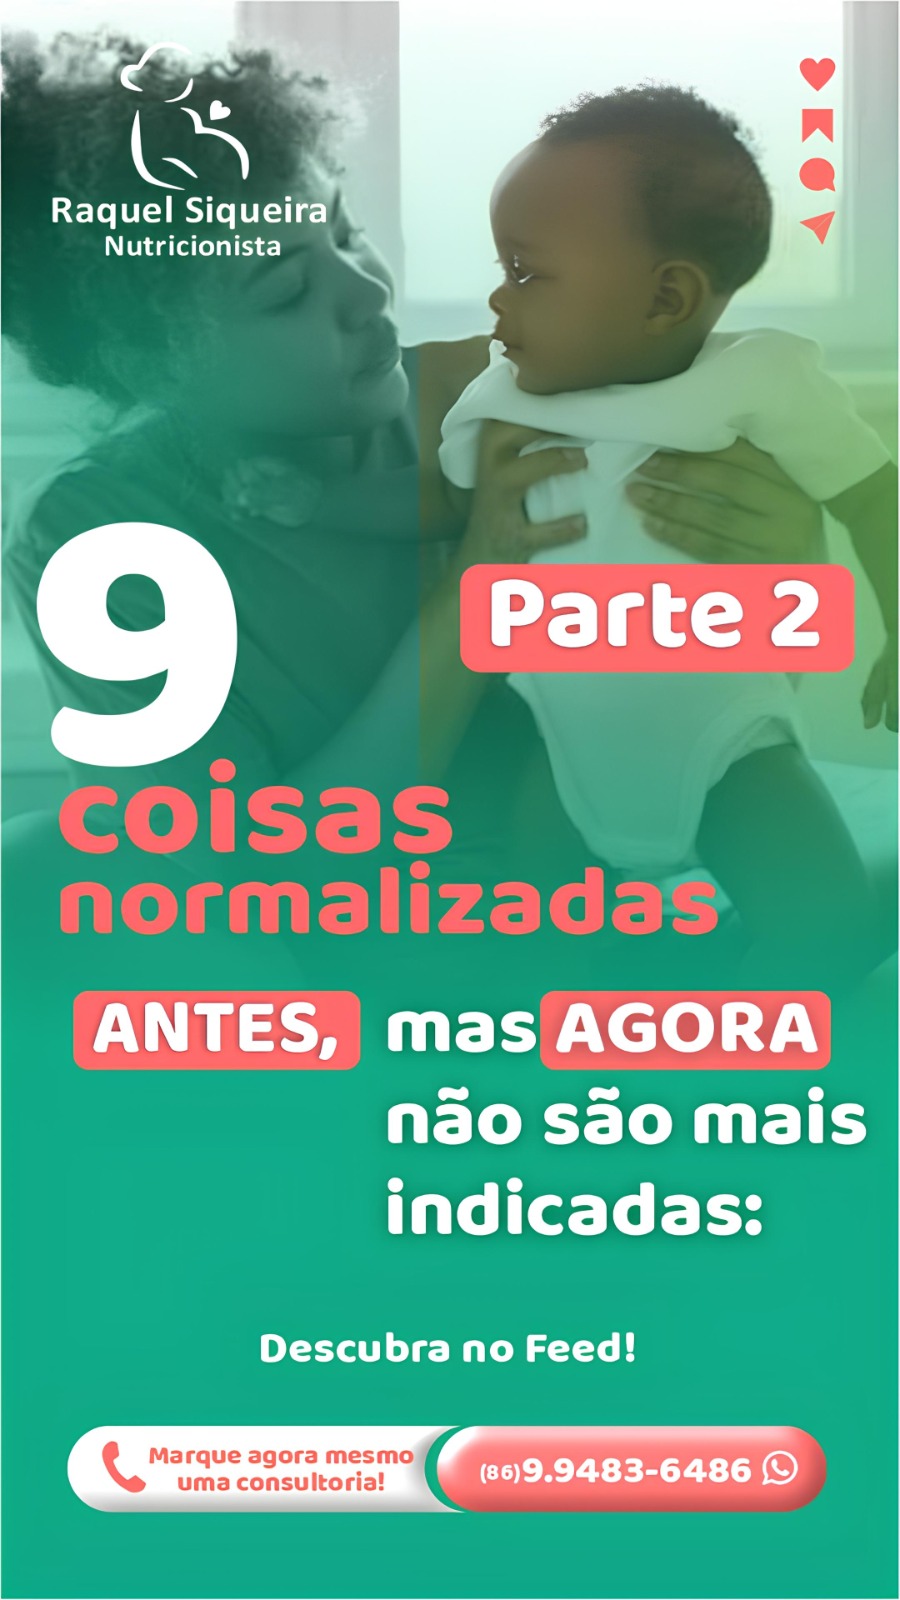 Raquel Siqueira
Nutricionista
9
Parte 2
coisas
normalizadas
ANTES, mas AGORA
não são mais
indicadas:
Descubra no Feed!
Marque agora mesmo
uma consultoria!
(86)9.9483-6486